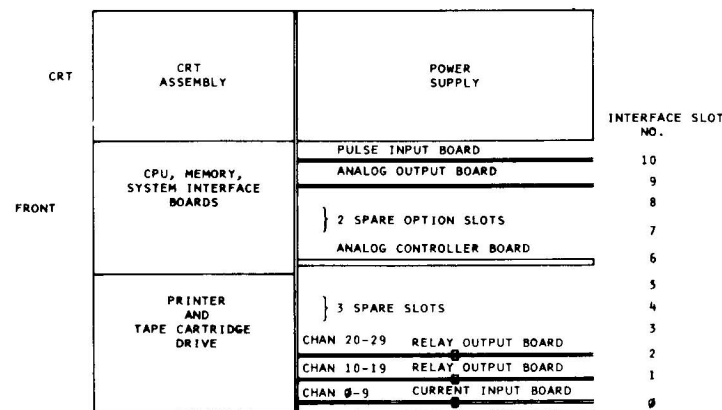 CRT
CRT
ASSEMBLY
POWER
SUPPLY
INTERFACE SLOT
NO.
PULSE INPUT BOARD
10
ANALOG OUTPUT BOARD
9
FRONT
CPU, MEMORY,
SYSTEM INTERFACE
BOARDS
8
} 2 SPARE OPTION SLOTS
7
ANALOG CONTROLLER BOARD
6
5
PRINTER
AND
TAPE CARTRIDGE
DRIVE
} 3 SPARE SLOTS
4
3
CHAN 20-29 RELAY OUTPUT BOARD
2
CHAN 10-19 RELAY OUTPUT BOARD
1
CHAN Ø-9 CURRENT INPUT BOARD
Ø